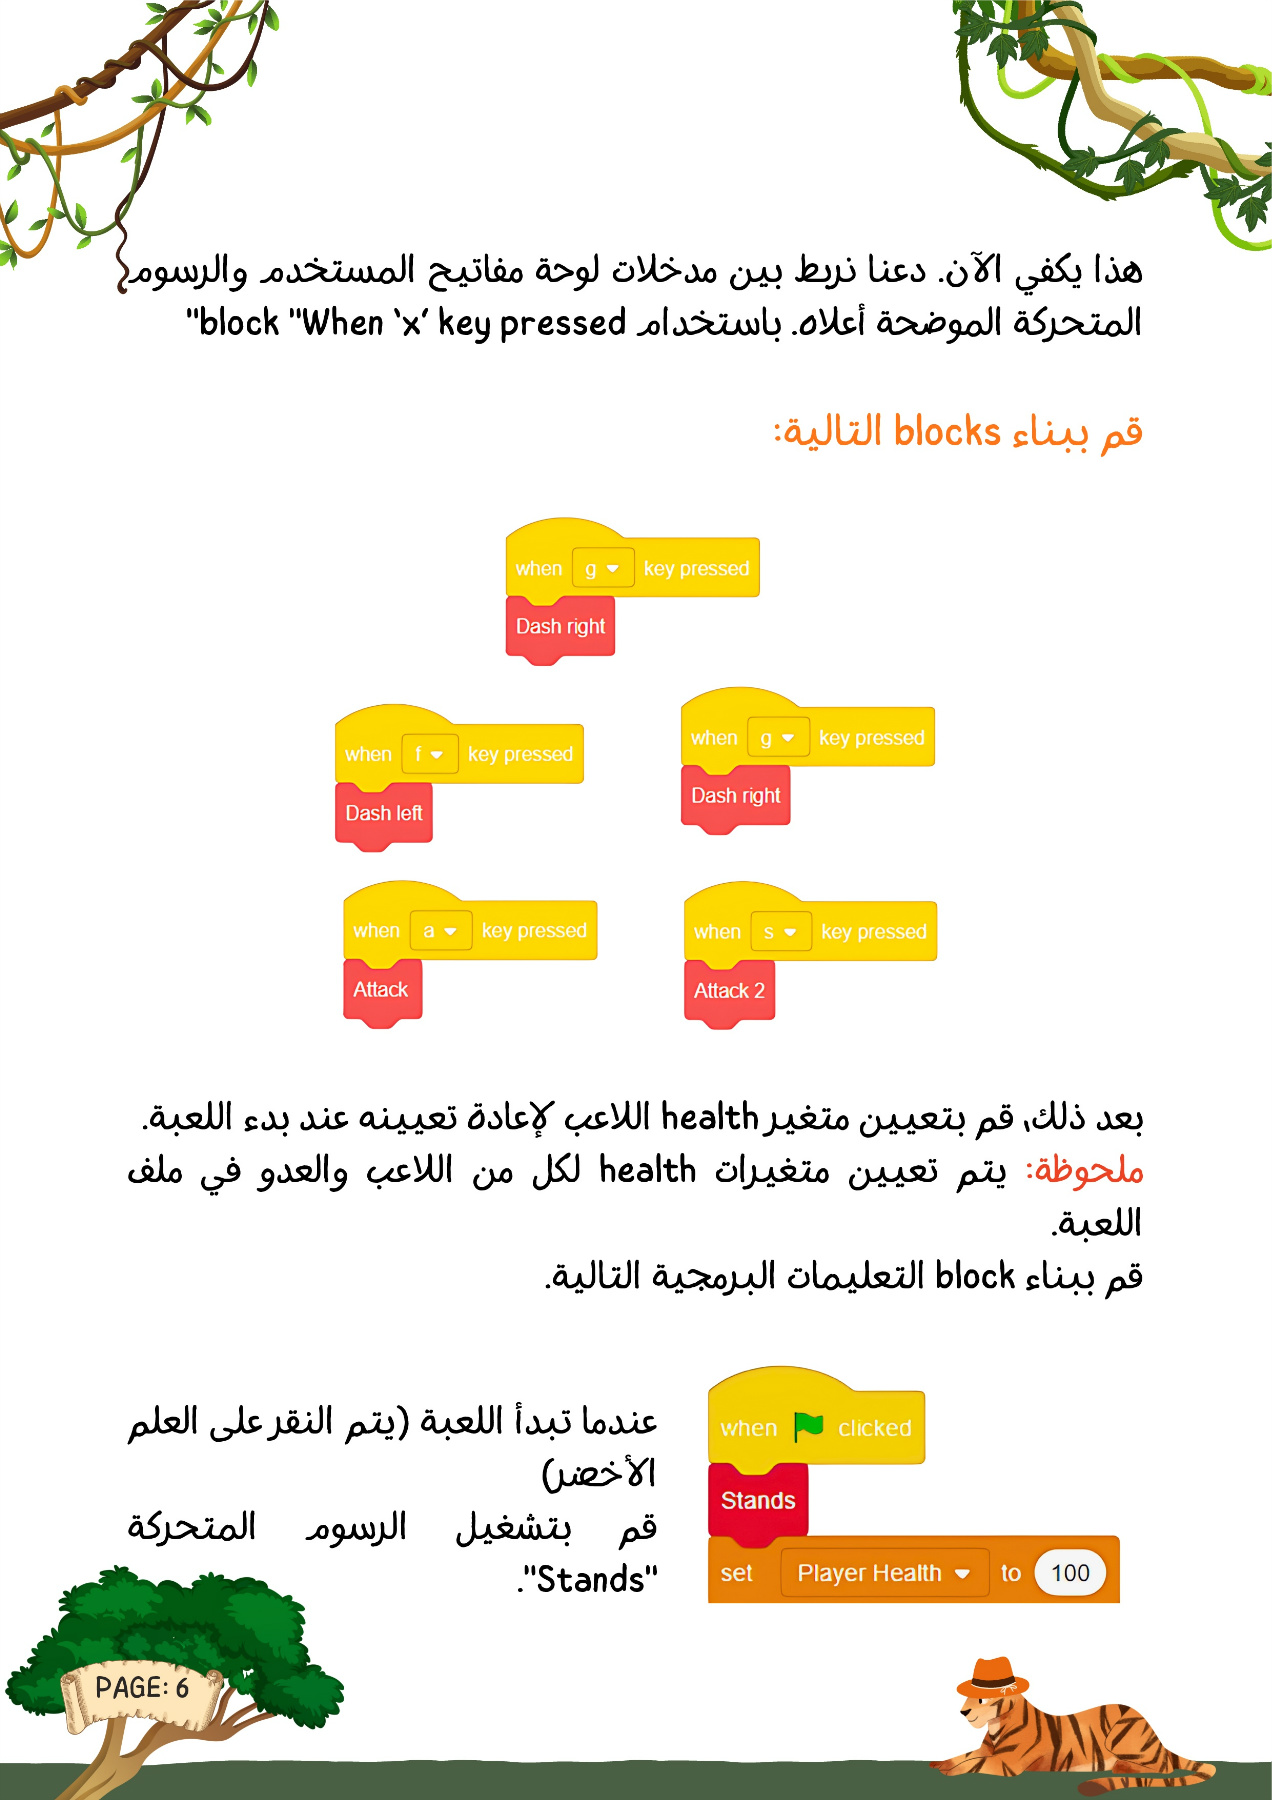 هذا يكفي الآن. دعنا نربط بين مدخلات لوحة مفاتيح المستخدم والرسوم
المتحركة الموضحة أعلاه. باستخدام block "When ‘x’ key pressed"
قم ببناء blocks التالية:
when g key pressed
Dash right
when f key pressed
Dash left
when g key pressed
Dash right
when a key pressed
Attack
when s key pressed
Attack 2
بعد ذلك، قم بتعيين متغير health اللاعب لإعادة تعيينه عند بدء اللعبة.
ملحوظة: يتم تعيين متغيرات health لكل من اللاعب والعدو في ملف
اللعبة.
قم ببناء block التعليمات البرمجية التالية.
when clicked
Stands
set Player Health to 100
عندما تبدأ اللعبة (يتم النقر على العلم
الأخضر)
قم بتشغيل الرسوم المتحركة
"Stands".
PAGE: 6